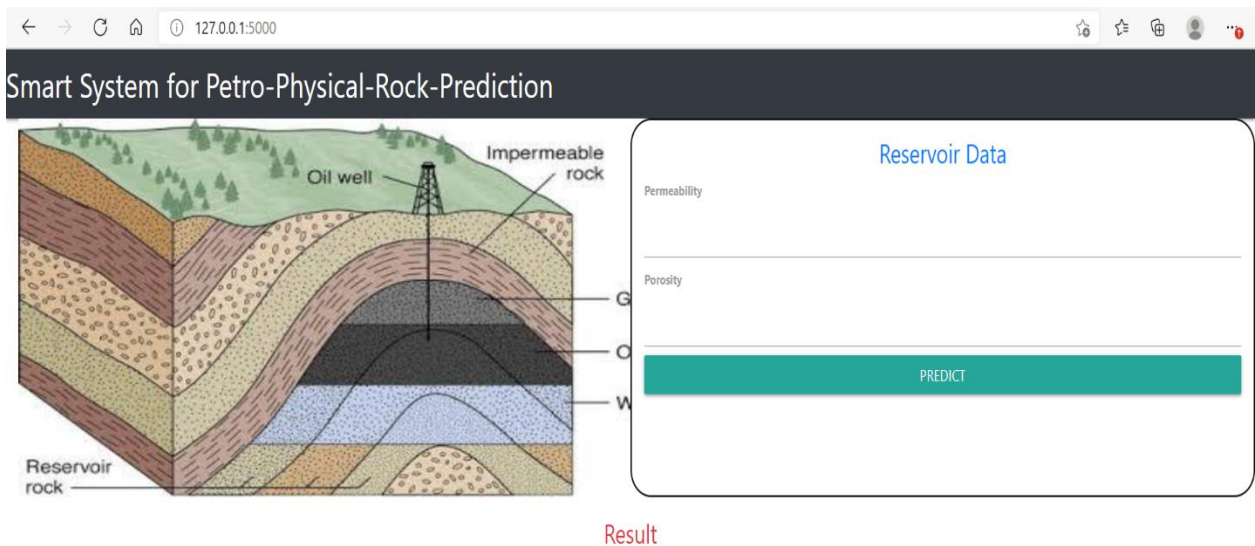 127.0.0.1:5000
Smart System for Petro-Physical-Rock-Prediction
Impermeable
rock
Oil well
G
O
W
Reservoir
rock
Reservoir Data
Permeability
Porosity
PREDICT
Result